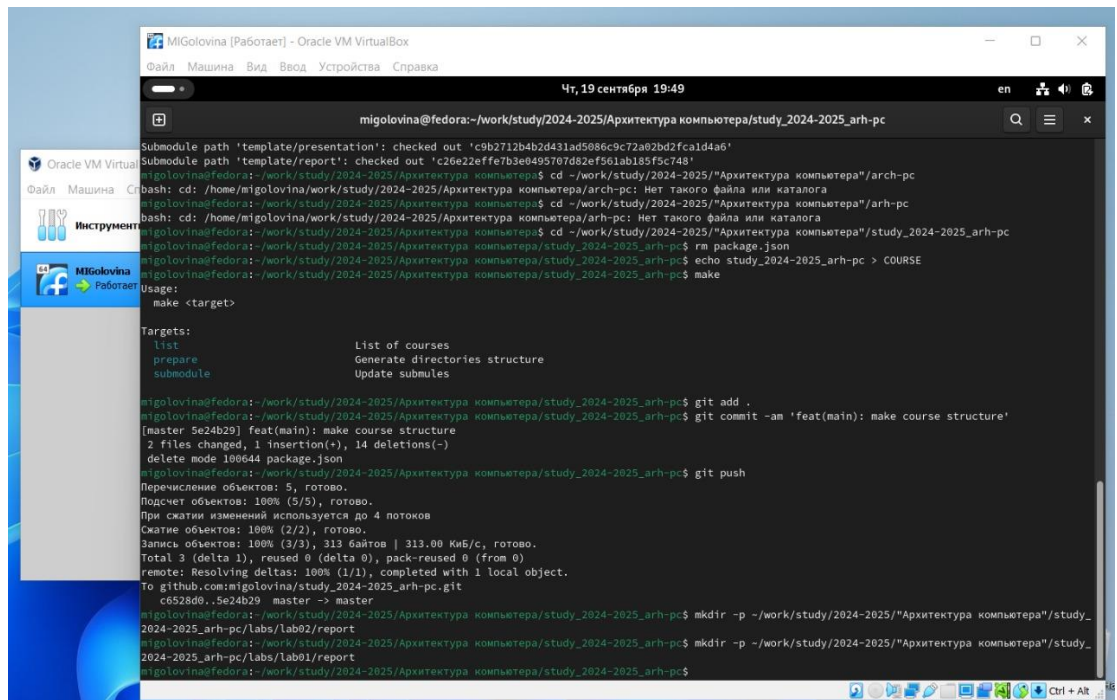 MIGolovina [Работает] - Oracle VM VirtualBox
Файл Машина Вид Ввод Устройства Справка
Чт, 19 сентября 19:49
en
migolovina@fedora:~/work/study/2024-2025/Архитектура компьютера/study_2024-2025_arh-pc
Oracle VM Virtual
Файл Машина Сп
Инструмент
64
MIGolovina
Работает
Submodule path 'template/presentation': checked out 'c9b2712b4b2d431ad5086c9c72a02bd2fca1d4a6'
Submodule path 'template/report': checked out 'c26e22effe7b3e0495707d82ef561ab185f5c748'
migolovina@fedora:~/work/study/2024-2025/Архитектура компьютера$ cd ~/work/study/2024-2025/"Архитектура компьютера"/arch-pc
bash: cd: /home/migolovina/work/study/2024-2025/Архитектура компьютера/arch-pc: Нет такого файла или каталога
migolovina@fedora:~/work/study/2024-2025/Архитектура компьютера$ cd ~/work/study/2024-2025/"Архитектура компьютера"/arh-pc
bash: cd: /home/migolovina/work/study/2024-2025/Архитектура компьютера/arh-pc: Нет такого файла или каталога
migolovina@fedora:~/work/study/2024-2025/Архитектура компьютера$ cd ~/work/study/2024-2025/"Архитектура компьютера"/study_2024-2025_arh-pc
migolovina@fedora:~/work/study/2024-2025/Архитектура компьютера/study_2024-2025_arh-pc$ rm package.json
migolovina@fedora:~/work/study/2024-2025/Архитектура компьютера/study_2024-2025_arh-pc$ echo study_2024-2025_arh-pc > COURSE
migolovina@fedora:~/work/study/2024-2025/Архитектура компьютера/study_2024-2025_arh-pc$ make
Usage:
make <target>
Targets:
list List of courses
prepare Generate directories structure
submodule Update submules
migolovina@fedora:~/work/study/2024-2025/Архитектура компьютера/study_2024-2025_arh-pc$ git add .
migolovina@fedora:~/work/study/2024-2025/Архитектура компьютера/study_2024-2025_arh-pc$ git commit -am 'feat(main): make course structure'
[master 5e24b29] feat(main): make course structure
2 files changed, 1 insertion(+), 14 deletions(-)
delete mode 100644 package.json
migolovina@fedora:~/work/study/2024-2025/Архитектура компьютера/study_2024-2025_arh-pc$ git push
Перечисление объектов: 5, готово.
Подсчет объектов: 100% (5/5), готово.
При сжатии изменений используется до 4 потоков
Сжатие объектов: 100% (2/2), готово.
Запись объектов: 100% (3/3), 313 байтов | 313.00 КиБ/с, готово.
Total 3 (delta 1), reused 0 (delta 0), pack-reused 0 (from 0)
remote: Resolving deltas: 100% (1/1), completed with 1 local object.
To github.com:migolovina/study_2024-2025_arh-pc.git
c6528d0..5e24b29 master -> master
migolovina@fedora:~/work/study/2024-2025/Архитектура компьютера/study_2024-2025_arh-pc$ mkdir -p ~/work/study/2024-2025/"Архитектура компьютера"/study_
2024-2025_arh-pc/labs/lab02/report
migolovina@fedora:~/work/study/2024-2025/Архитектура компьютера/study_2024-2025_arh-pc$ mkdir -p ~/work/study/2024-2025/"Архитектура компьютера"/study_
2024-2025_arh-pc/labs/lab01/report
migolovina@fedora:~/work/study/2024-2025/Архитектура компьютера/study_2024-2025_arh-pc$
Ctrl + Alt